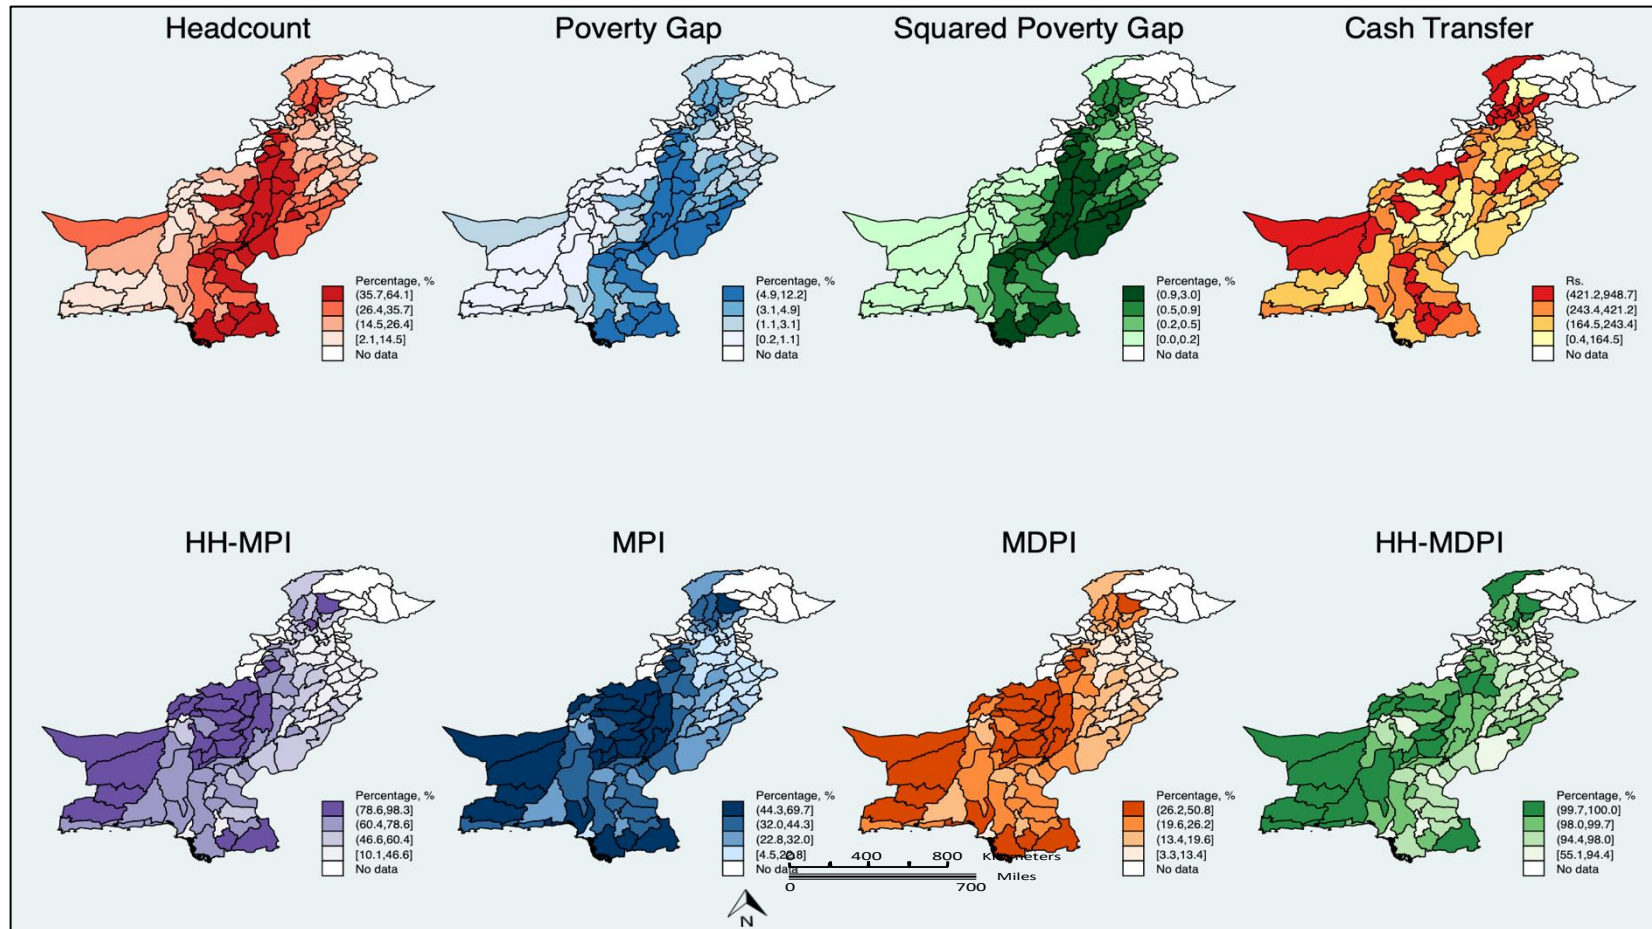 Headcount
Poverty Gap
Squared Poverty Gap
Cash Transfer
Percentage, %
(35.7,64.1]
(26.4,35.7]
(14.5,26.4]
[2.1,14.5]
No data
Percentage, %
(4.9,12.2]
(3.1,4.9]
(1.1,3.1]
[0.2,1.1]
No data
Percentage, %
(0.9,3.0]
(0.5,0.9]
(0.2,0.5]
[0.0,0.2]
No data
Rs.
(421.2,948.7]
(243.4,421.2]
(164.5,243.4]
[0.4,164.5]
No data
HH-MPI
MPI
MDPI
HH-MDPI
Percentage, %
(78.6,98.3]
(60.4,78.6]
(46.6,60.4]
[10.1,46.6]
No data
Percentage, %
(44.3,69.7]
(32.0,44.3]
(22.8,32.0]
[4.5,22.8]
No data
Percentage, %
(26.2,50.8]
(19.6,26.2]
(13.4,19.6]
[3.3,13.4]
No data
Percentage, %
(99.7,100.0]
(98.0,99.7]
(94.4,98.0]
[55.1,94.4]
No data
0 400 800 Kilometers
Miles
0 700
N